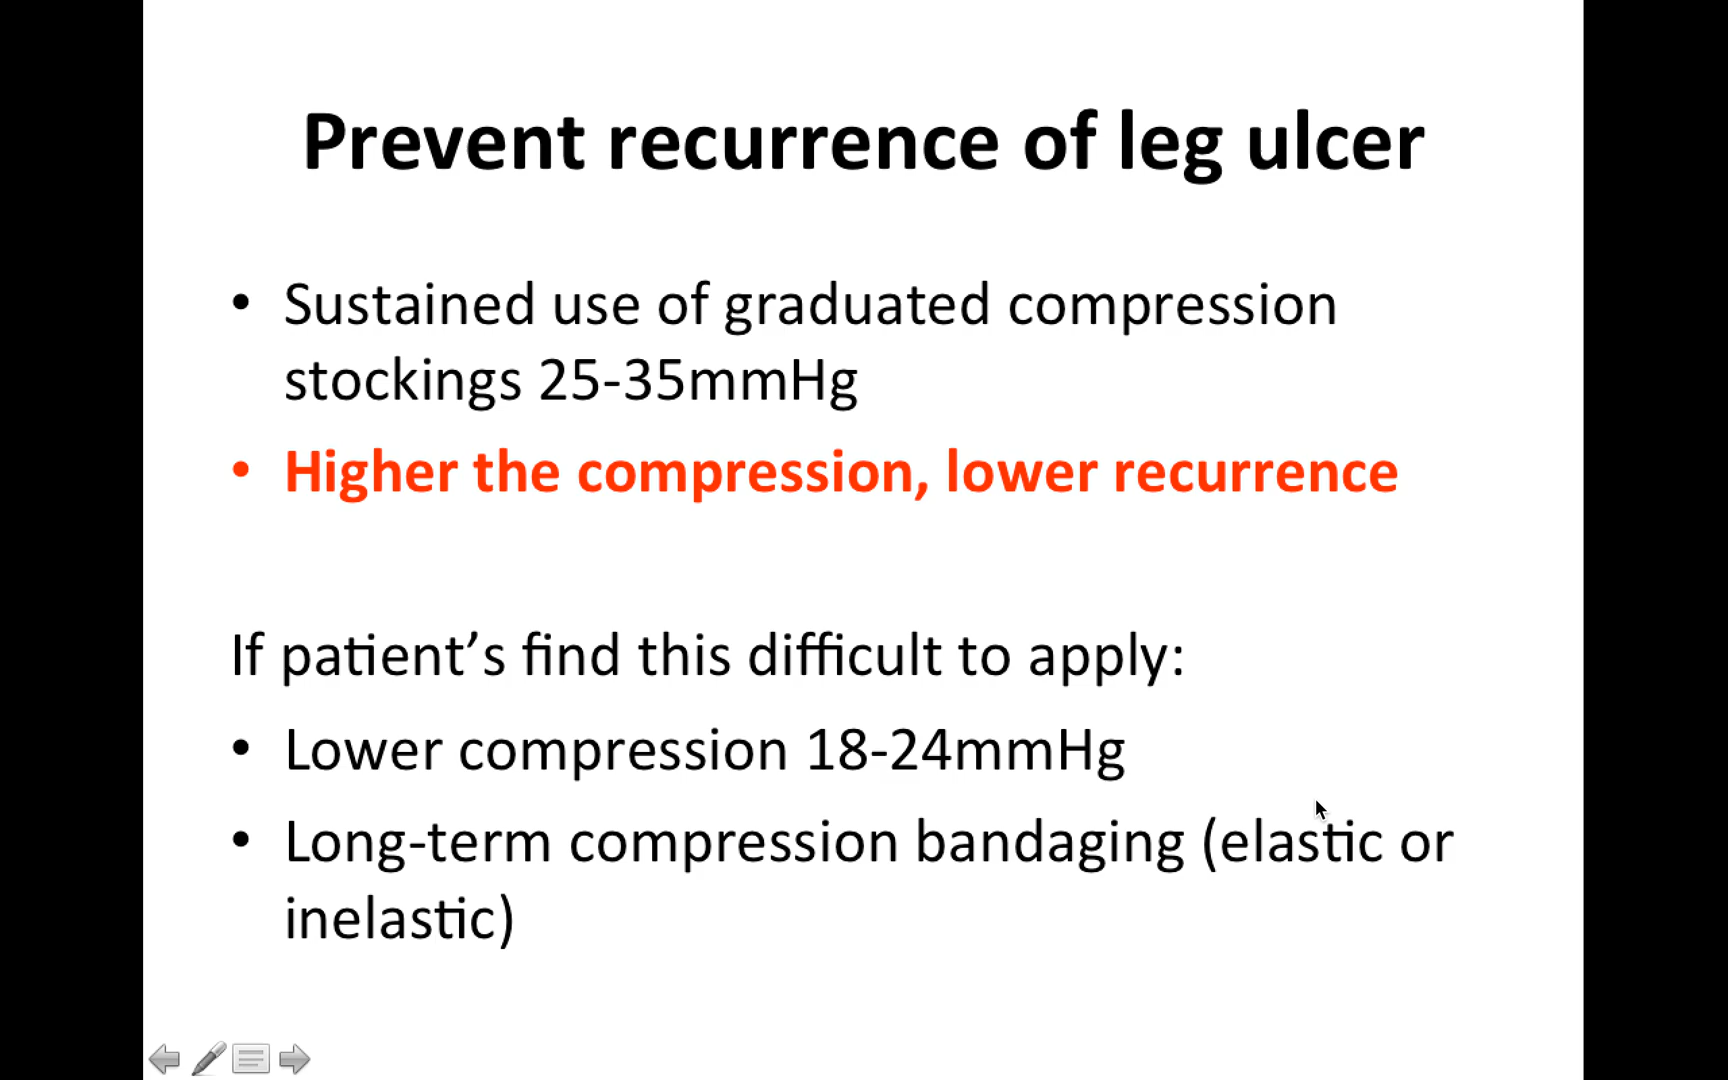 Prevent recurrence of leg ulcer
• Sustained use of graduated compression
stockings 25-35mmHg
• Higher the compression, lower recurrence
If patient’s find this difficult to apply:
• Lower compression 18-24mmHg
• Long-term compression bandaging (elastic or
inelastic)